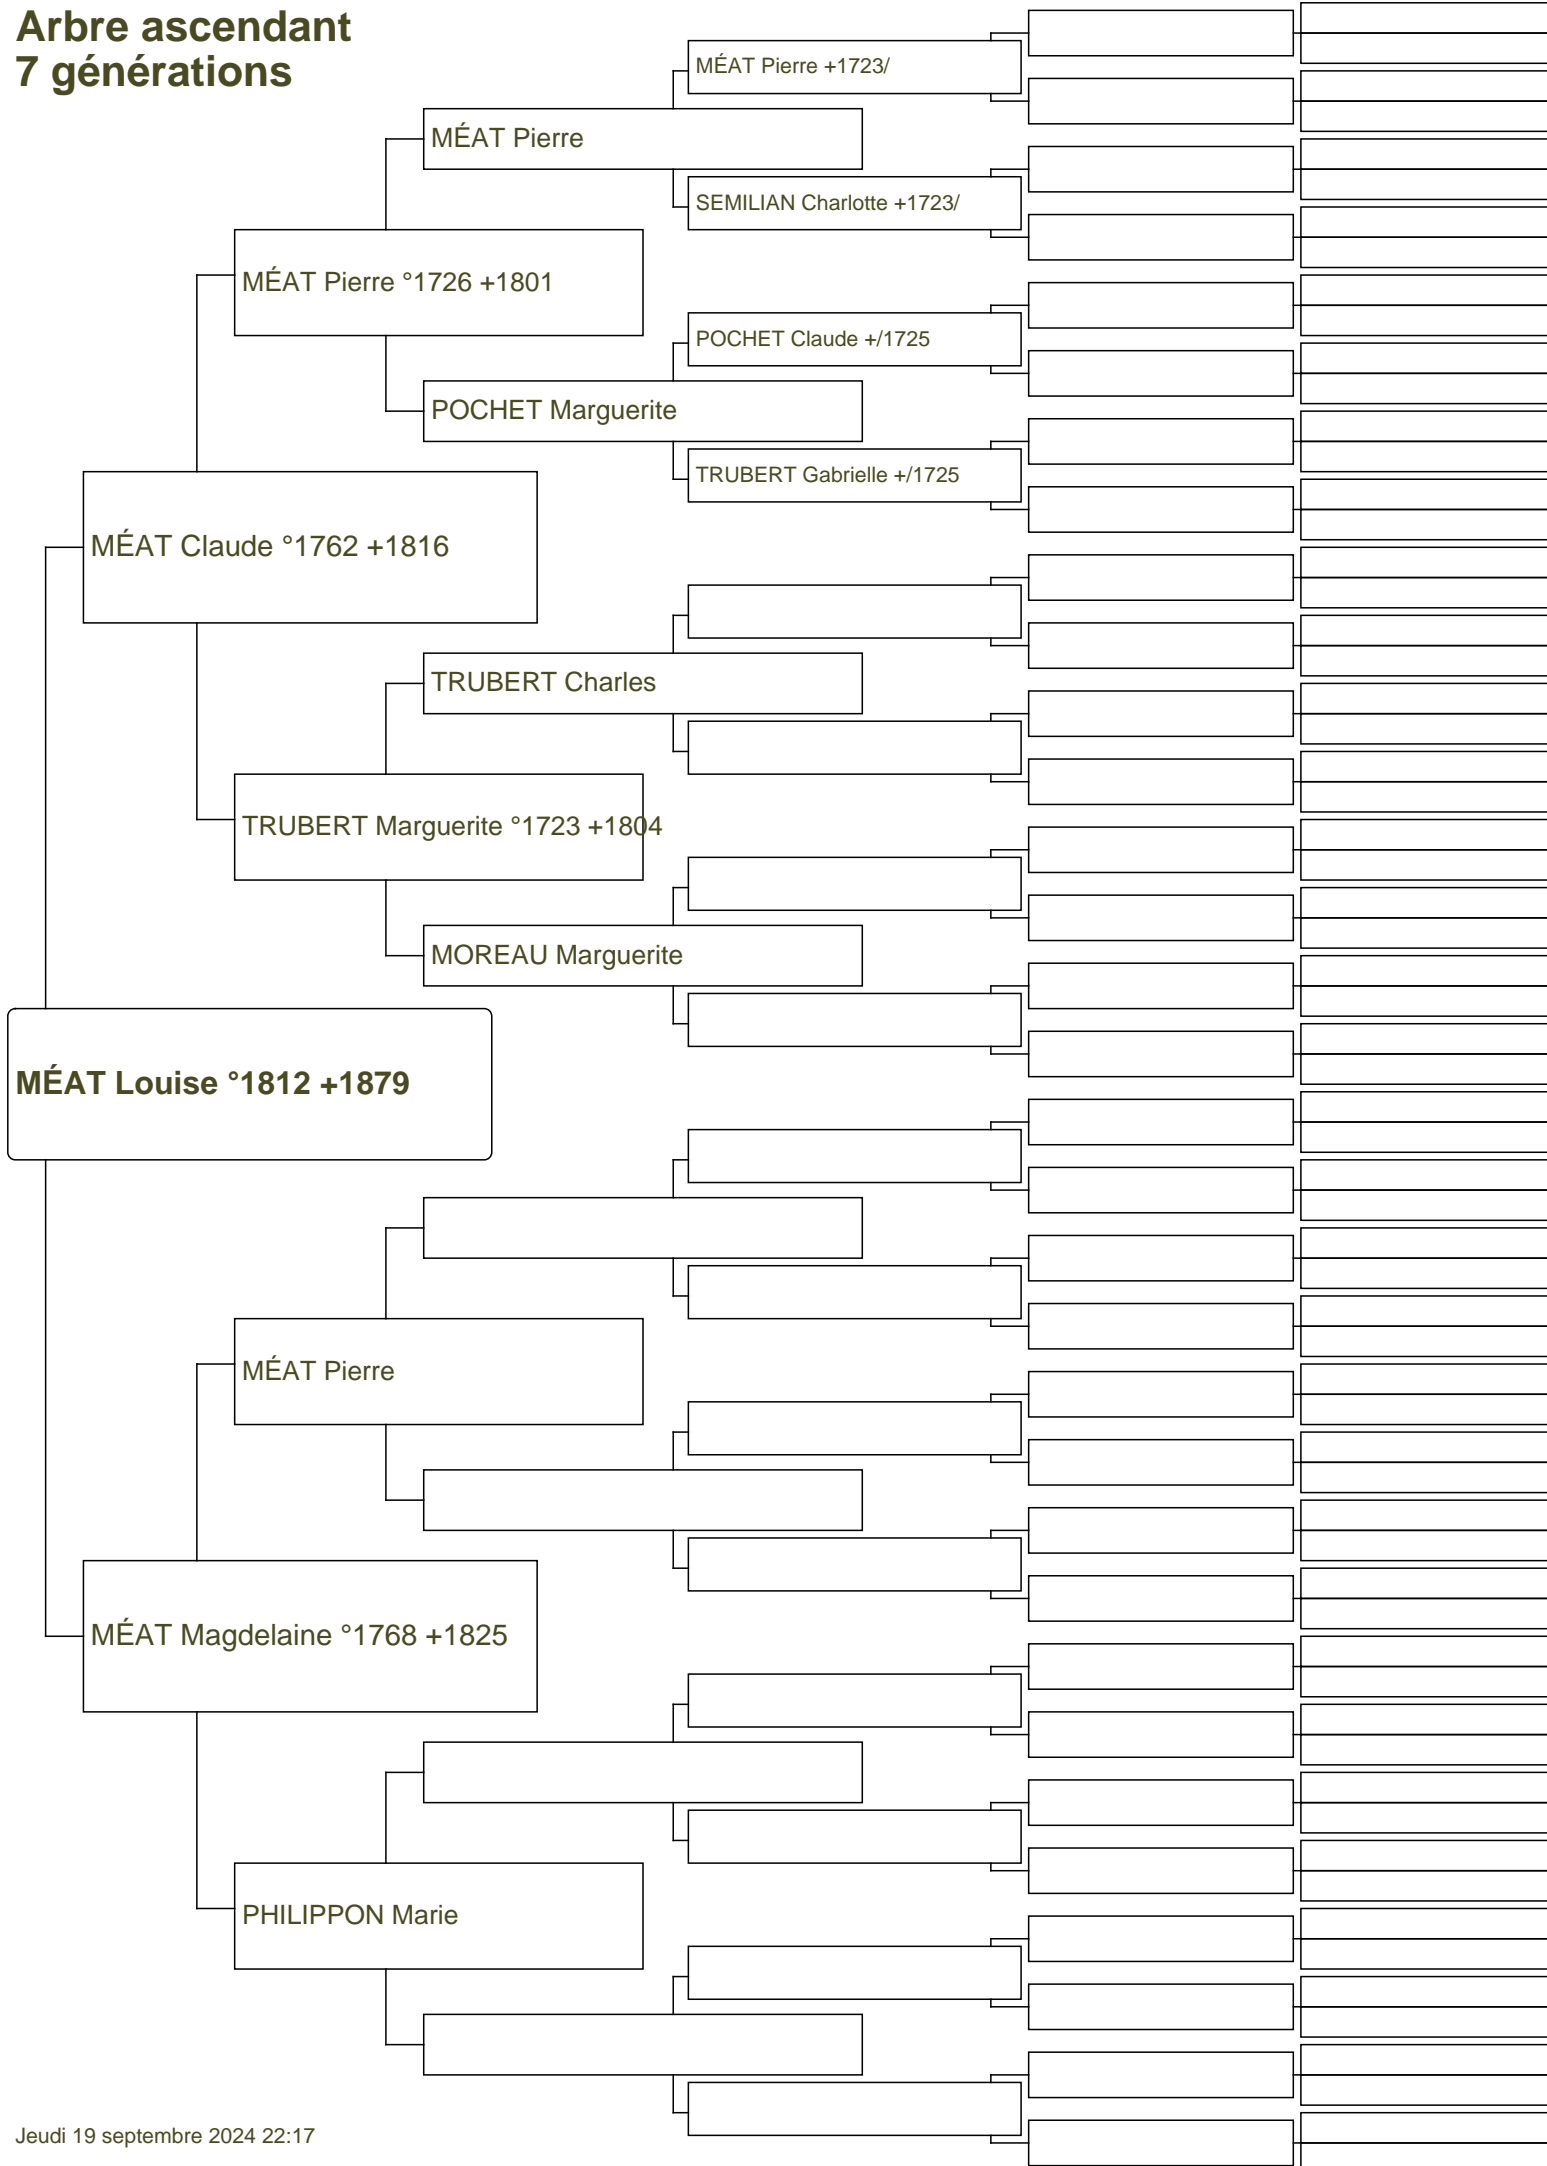 Arbre ascendant
7 générations
MÉAT Pierre +1723/
MÉAT Pierre
SEMILIAN Charlotte +1723/
MÉAT Pierre °1726 +1801
POCHET Claude +/1725
POCHET Marguerite
TRUBERT Gabrielle +/1725
MÉAT Claude °1762 +1816
TRUBERT Charles
TRUBERT Marguerite °1723 +1804
MOREAU Marguerite
MÉAT Louise °1812 +1879
MÉAT Pierre
MÉAT Magdelaine °1768 +1825
PHILIPPON Marie
Jeudi 19 septembre 2024 22:17